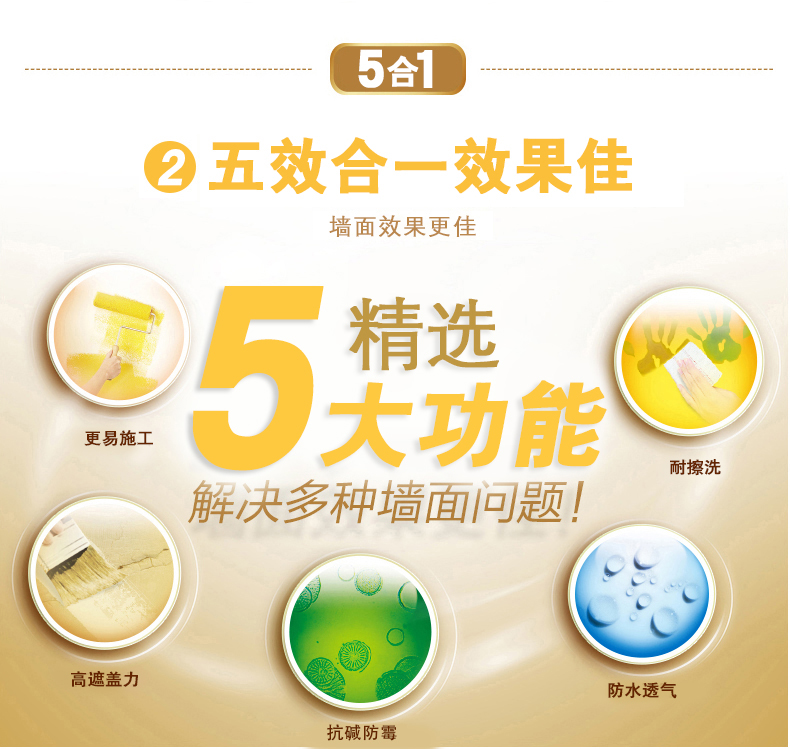 5合1
2 五效合一效果佳
墙面效果更佳
5 精选
大功能
解决多种墙面问题!
更易施工
耐擦洗
高遮盖力
防水透气
抗碱防霉